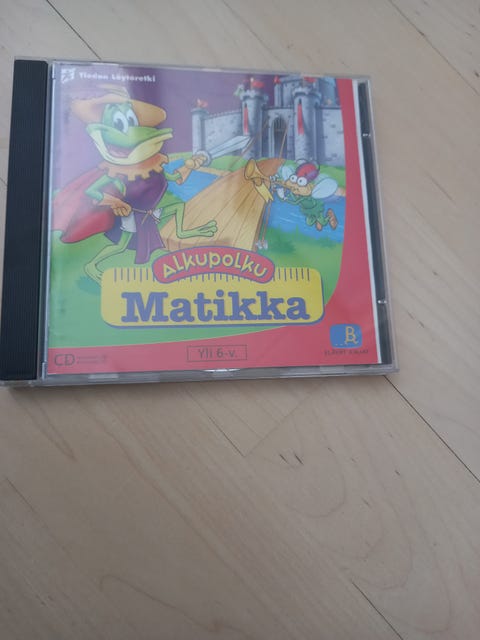 Tiedon Löytöretki
Alkupolku
Matikka
Yli 6-v.
CD